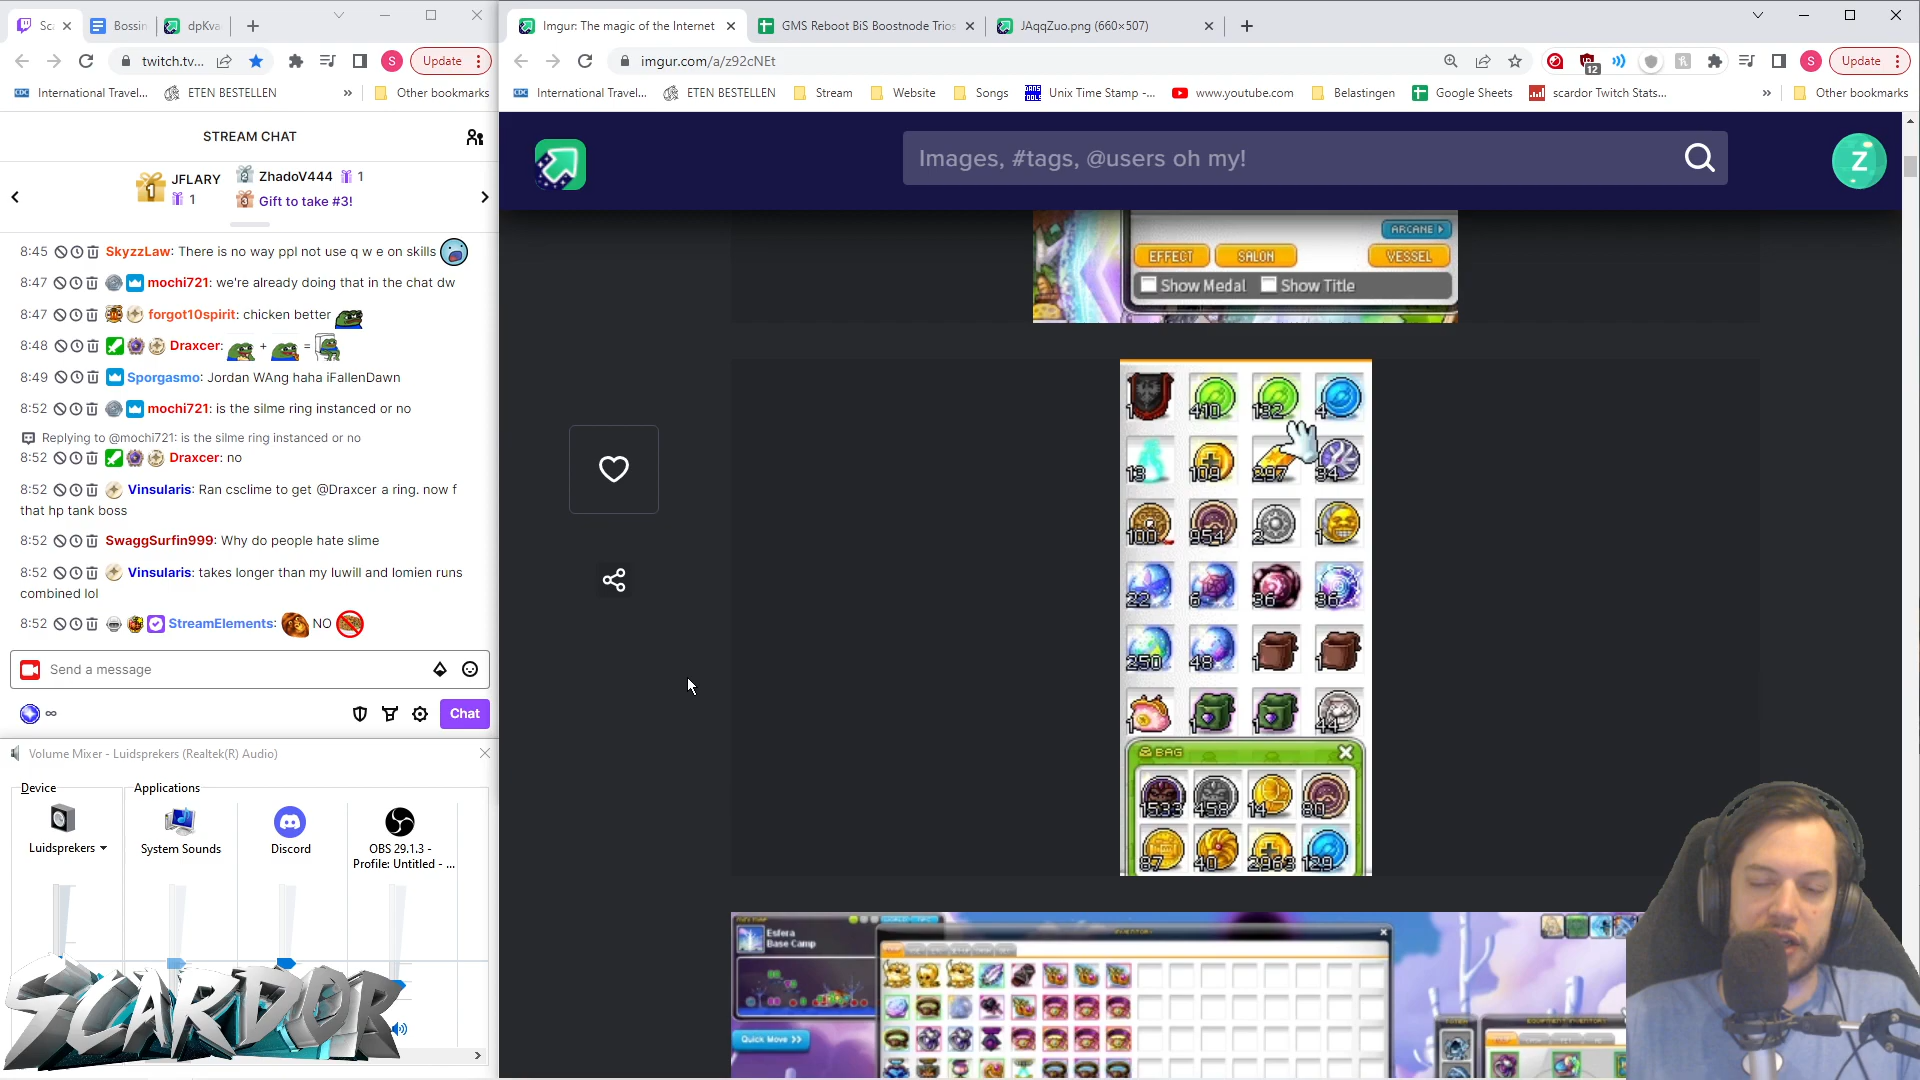 Sc
Bossin
dpKva
twitch.tv...
Update
International Travel...
ETEN BESTELLEN
»
Other bookmarks
STREAM CHAT
1
JFLARY
1
2
ZhadoV444
1
3
Gift to take #3!
8:45 SkyzzLaw: There is no way ppl not use q w e on skills
8:47 mochi721: we're already doing that in the chat dw
8:47 forgot10spirit: chicken better
8:48 Draxcer: + =
8:49 Sporgasmo: Jordan WAng haha iFallenDawn
8:52 mochi721: is the silme ring instanced or no
Replying to @mochi721: is the silme ring instanced or no
8:52 Draxcer: no
8:52 Vinsularis: Ran csclime to get @Draxcer a ring. now f
that hp tank boss
8:52 SwaggSurfin999: Why do people hate slime
8:52 Vinsularis: takes longer than my luwill and lomien runs
combined lol
8:52 StreamElements: NO
Send a message
∞
Chat
Volume Mixer - Luidsprekers (Realtek(R) Audio)
Device
Applications
Luidsprekers
System Sounds
Discord
OBS 29.1.3 -
Profile: Untitled - ...
SCARDOR
Imgur: The magic of the Internet
GMS Reboot BiS Boostnode Trios
JAqqZuo.png (660×507)
imgur.com/a/z92cNEt
12
S
Update
International Travel...
ETEN BESTELLEN
Stream
Website
Songs
Unix Time Stamp -...
www.youtube.com
Belastingen
Google Sheets
scardor Twitch Stats...
»
Other bookmarks
Images, #tags, @users oh my!
Z
ARCANE
EFFECT
SALON
VESSEL
Show Medal
Show Title
1 410 132 4
13 109 297 34
100 954 2 1
22 6 36 36
250 48 1 1
1 1 1 44
BAG
1533 458 14 80
87 40 2963 129
Esfera
Base Camp
Quick Move >>